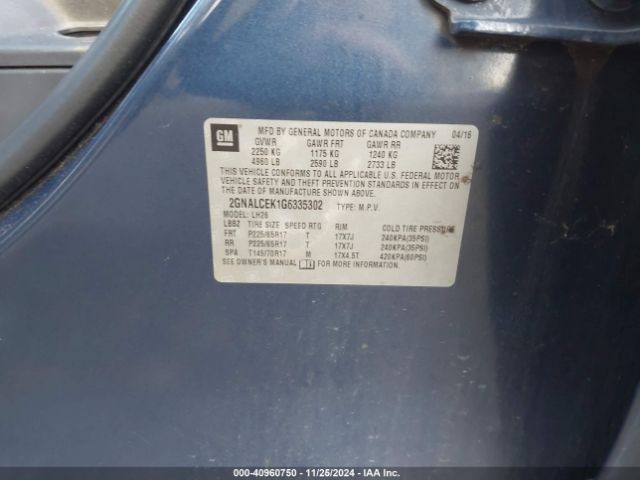 GM
MFD BY GENERAL MOTORS OF CANADA COMPANY 04/16
GVWR GAWR FRT GAWR RR
2250 KG 1175 KG 1240 KG
4960 LB 2590 LB 2733 LB
THIS VEHICLE CONFORMS TO ALL APPLICABLE U.S. FEDERAL MOTOR
VEHICLE SAFETY AND THEFT PREVENTION STANDARDS IN EFFECT ON
THE DATE OF MANUFACTURE SHOWN ABOVE.
2GNALCEK1G6335302 TYPE: M.P.V.
MODEL: LH26
LBB2 TIRE SIZE SPEED RTG RIM COLD TIRE PRESSURE
FRT P225/65R17 T 17X7J 240KPA(35PSI)
RR P225/65R17 T 17X7J 240KPA(35PSI)
SPA T145/70R17 M 17X4.5T 420KPA(60PSI)
SEE OWNER'S MANUAL FOR MORE INFORMATION.
000-40960750 - 11/25/2024 - IAA Inc.